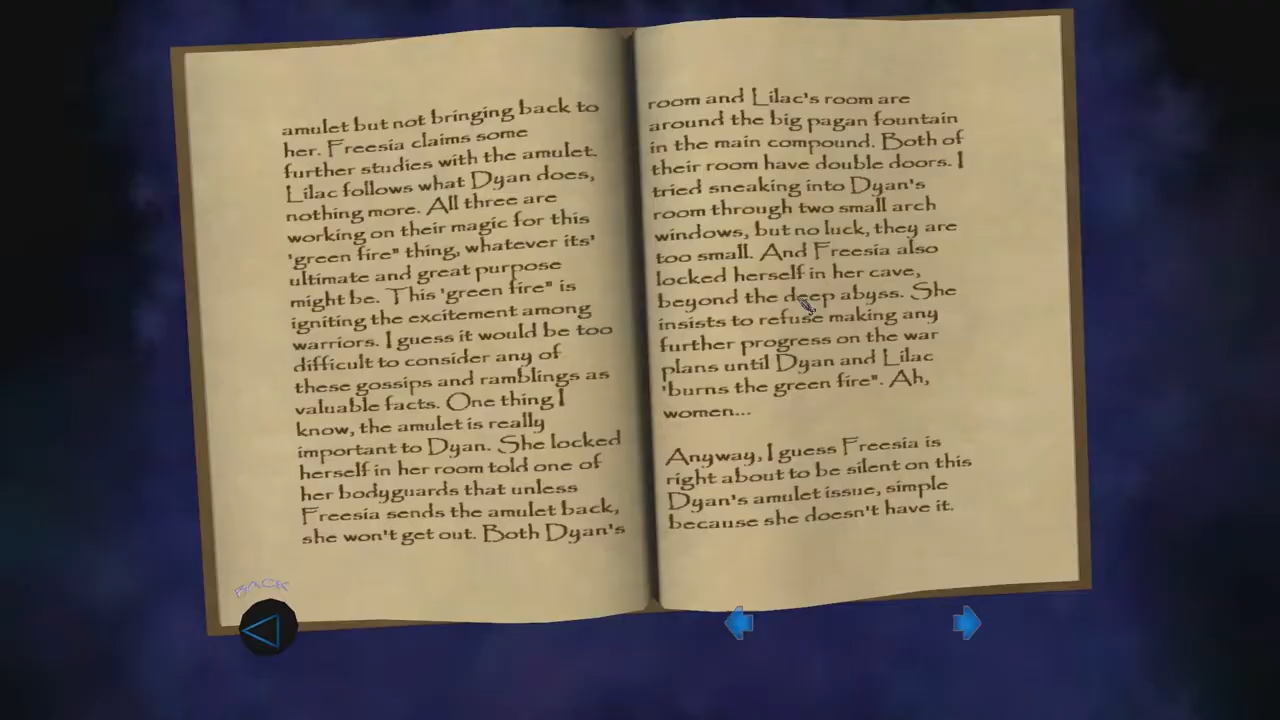 amulet but not bringing back to
her. Freesia claims some
further studies with the amulet.
Lilac follows what Dyan does,
nothing more. All three are
working on their magic for this
'green fire" thing, whatever its'
ultimate and great purpose
might be. This 'green fire" is
igniting the excitement among
warriors. I guess it would be too
difficult to consider any of
these gossips and ramblings as
valuable facts. One thing I
know, the amulet is really
important to Dyan. She locked
herself in her room told one of
her bodyguards that unless
Freesia sends the amulet back,
she won't get out. Both Dyan's
room and Lilac's room are
around the big pagan fountain
in the main compound. Both of
their room have double doors. I
tried sneaking into Dyan's
room through two small arch
windows, but no luck, they are
too small. And Freesia also
locked herself in her cave,
beyond the deep abyss. She
insists to refuse making any
further progress on the war
plans until Dyan and Lilac
'burns the green fire". Ah,
women...
Anyway, I guess Freesia is
right about to be silent on this
Dyan's amulet issue, simple
because she doesn't have it.
BACK